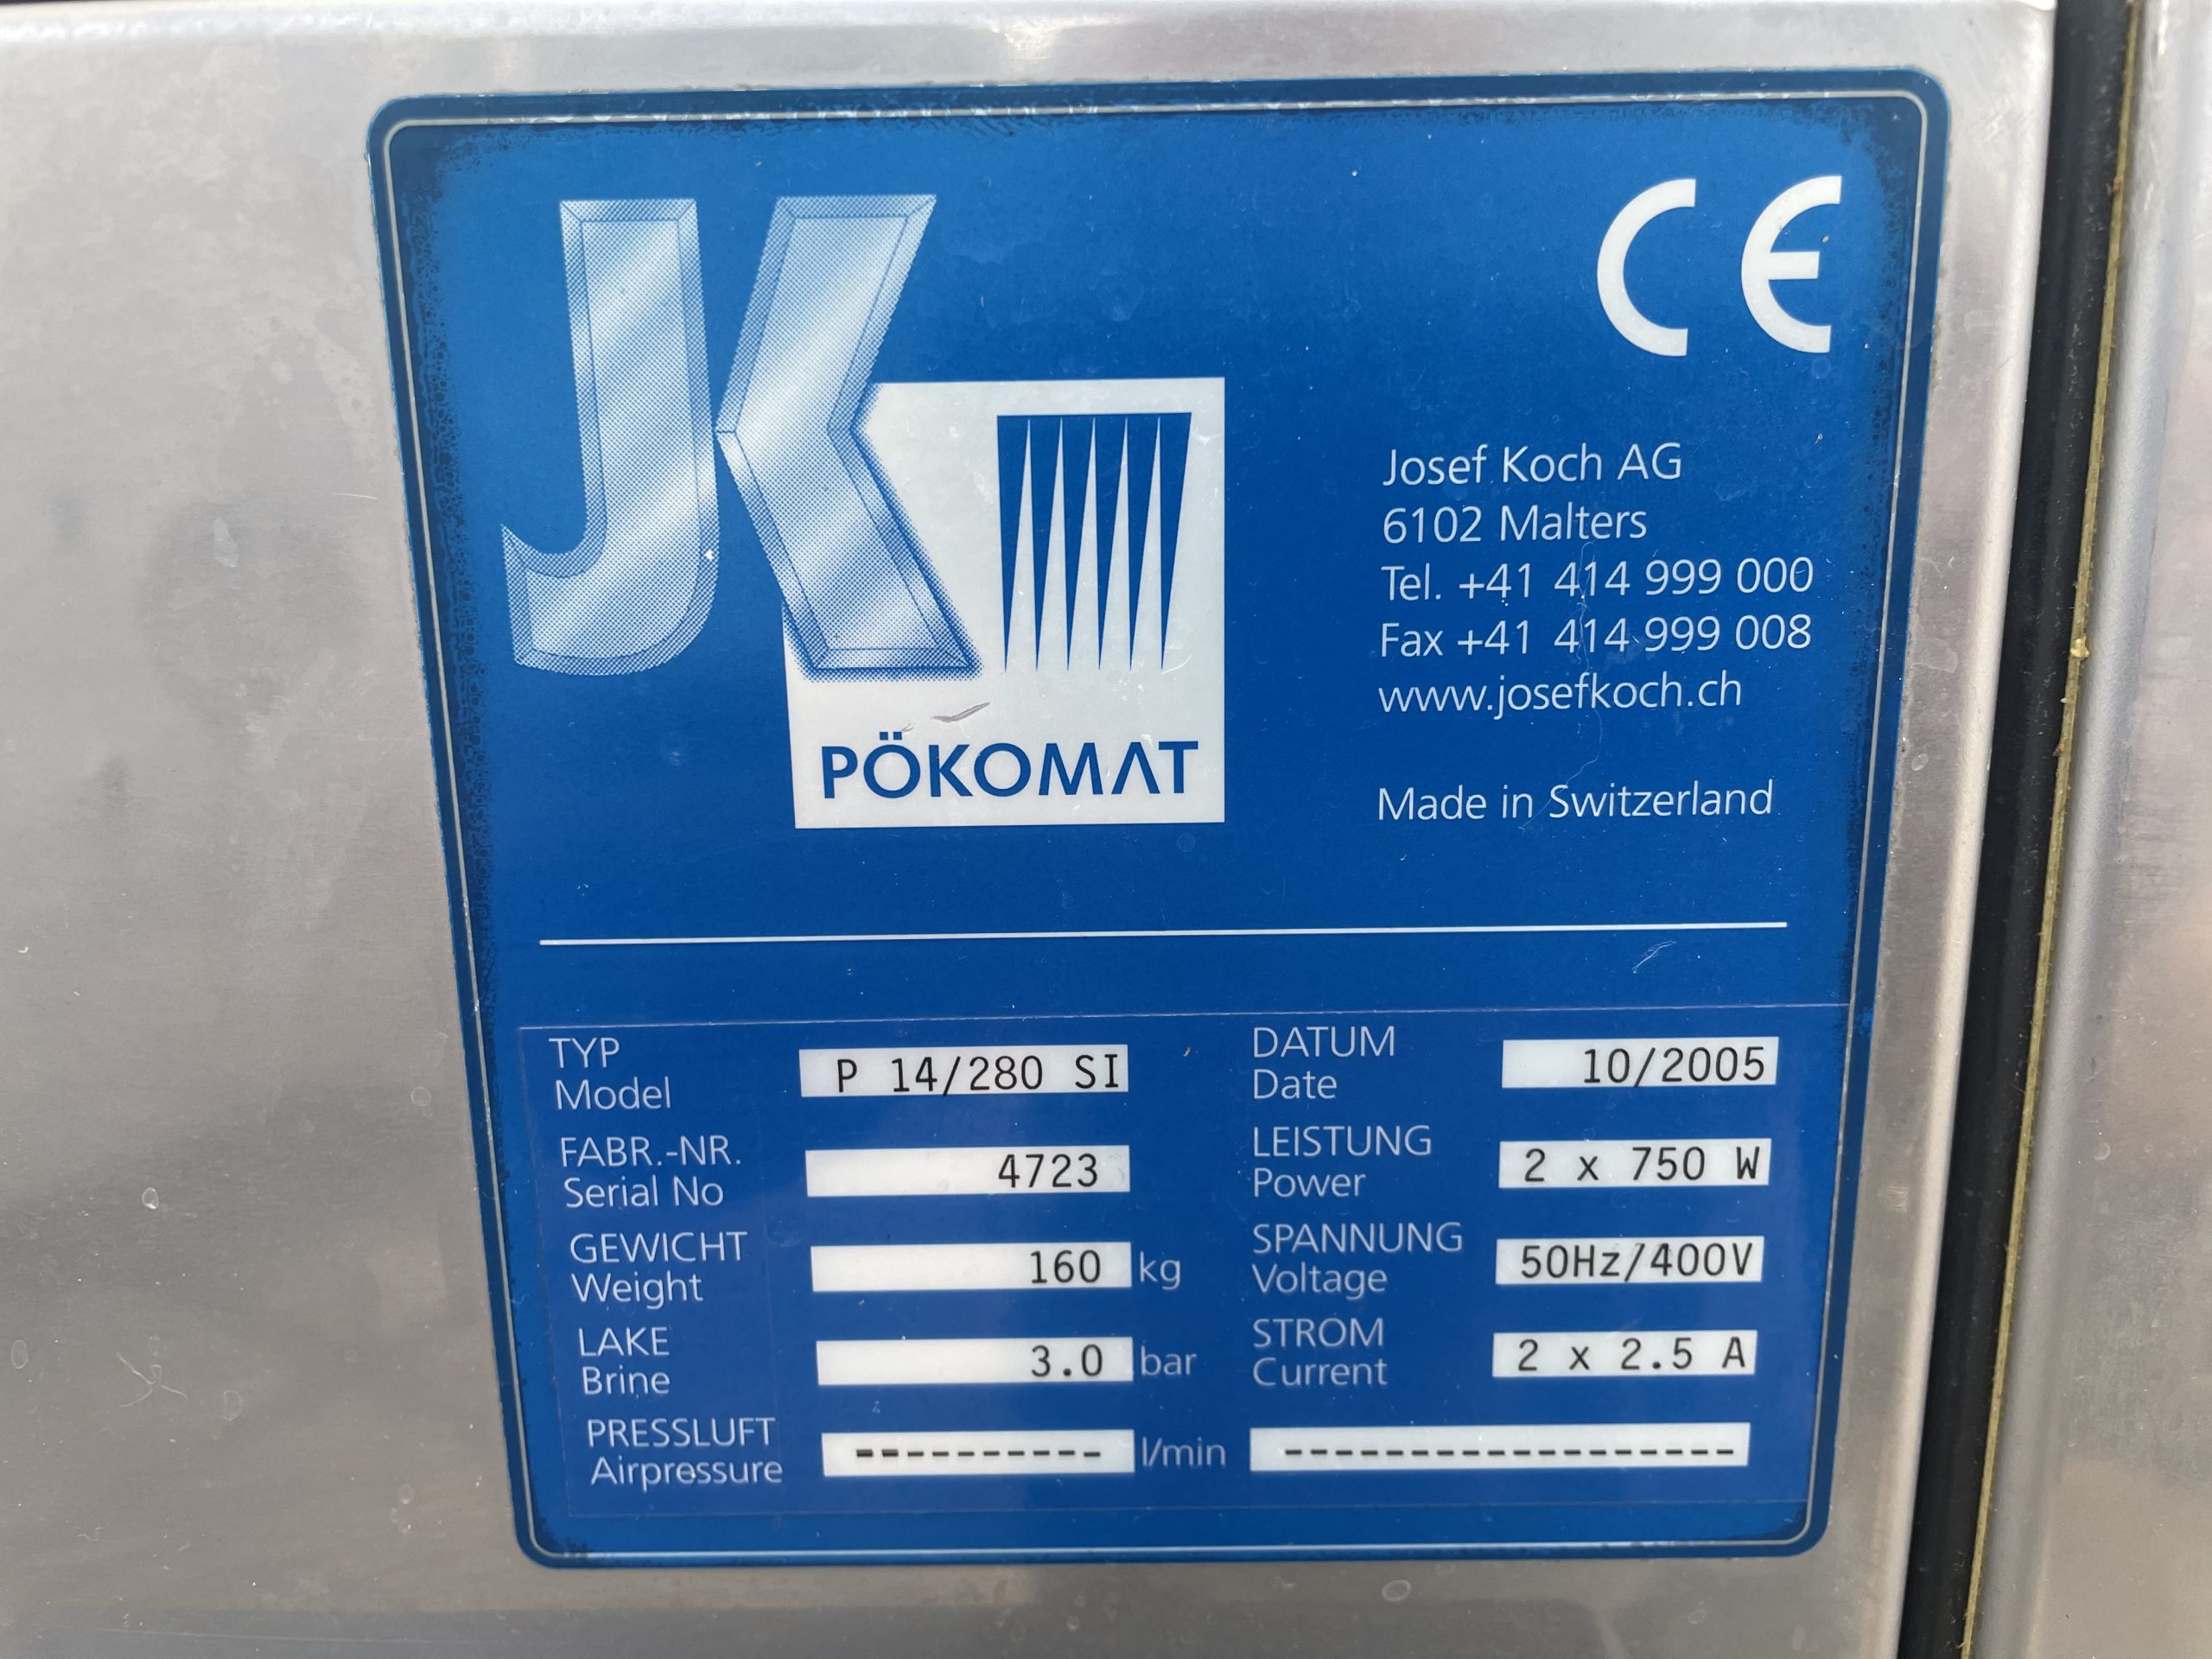 JK
CE
PÖKOMAT
Josef Koch AG
6102 Malters
Tel. +41 414 999 000
Fax +41 414 999 008
www.josefkoch.ch
Made in Switzerland
TYP
Model
P 14/280 SI
DATUM
Date
10/2005
FABR.-NR.
Serial No
4723
LEISTUNG
Power
2 x 750 W
GEWICHT
Weight
160 kg
SPANNUNG
Voltage
50Hz/400V
LAKE
Brine
3.0 bar
STROM
Current
2 x 2.5 A
PRESSLUFT
Airpressure
---------- l/min
------------------